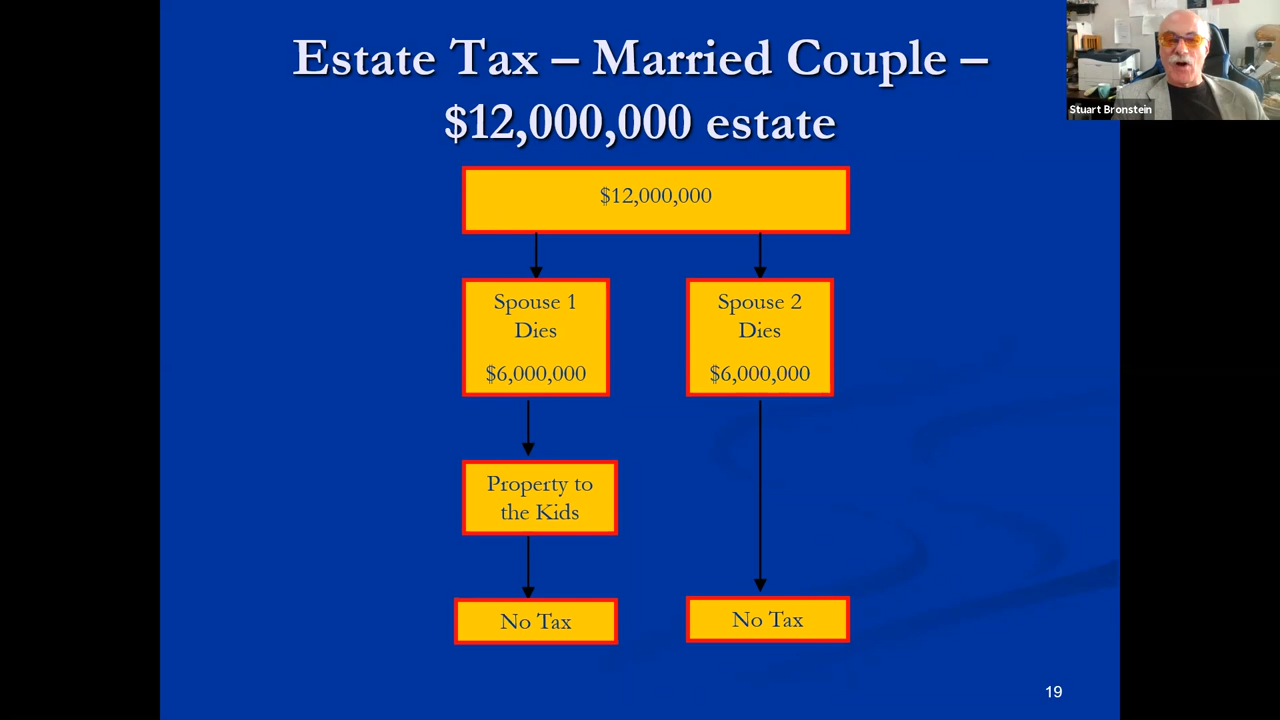 Estate Tax – Married Couple –
$12,000,000 estate
Stuart Bronstein
$12,000,000
Spouse 1
Dies
$6,000,000
Spouse 2
Dies
$6,000,000
Property to
the Kids
No Tax
No Tax
19